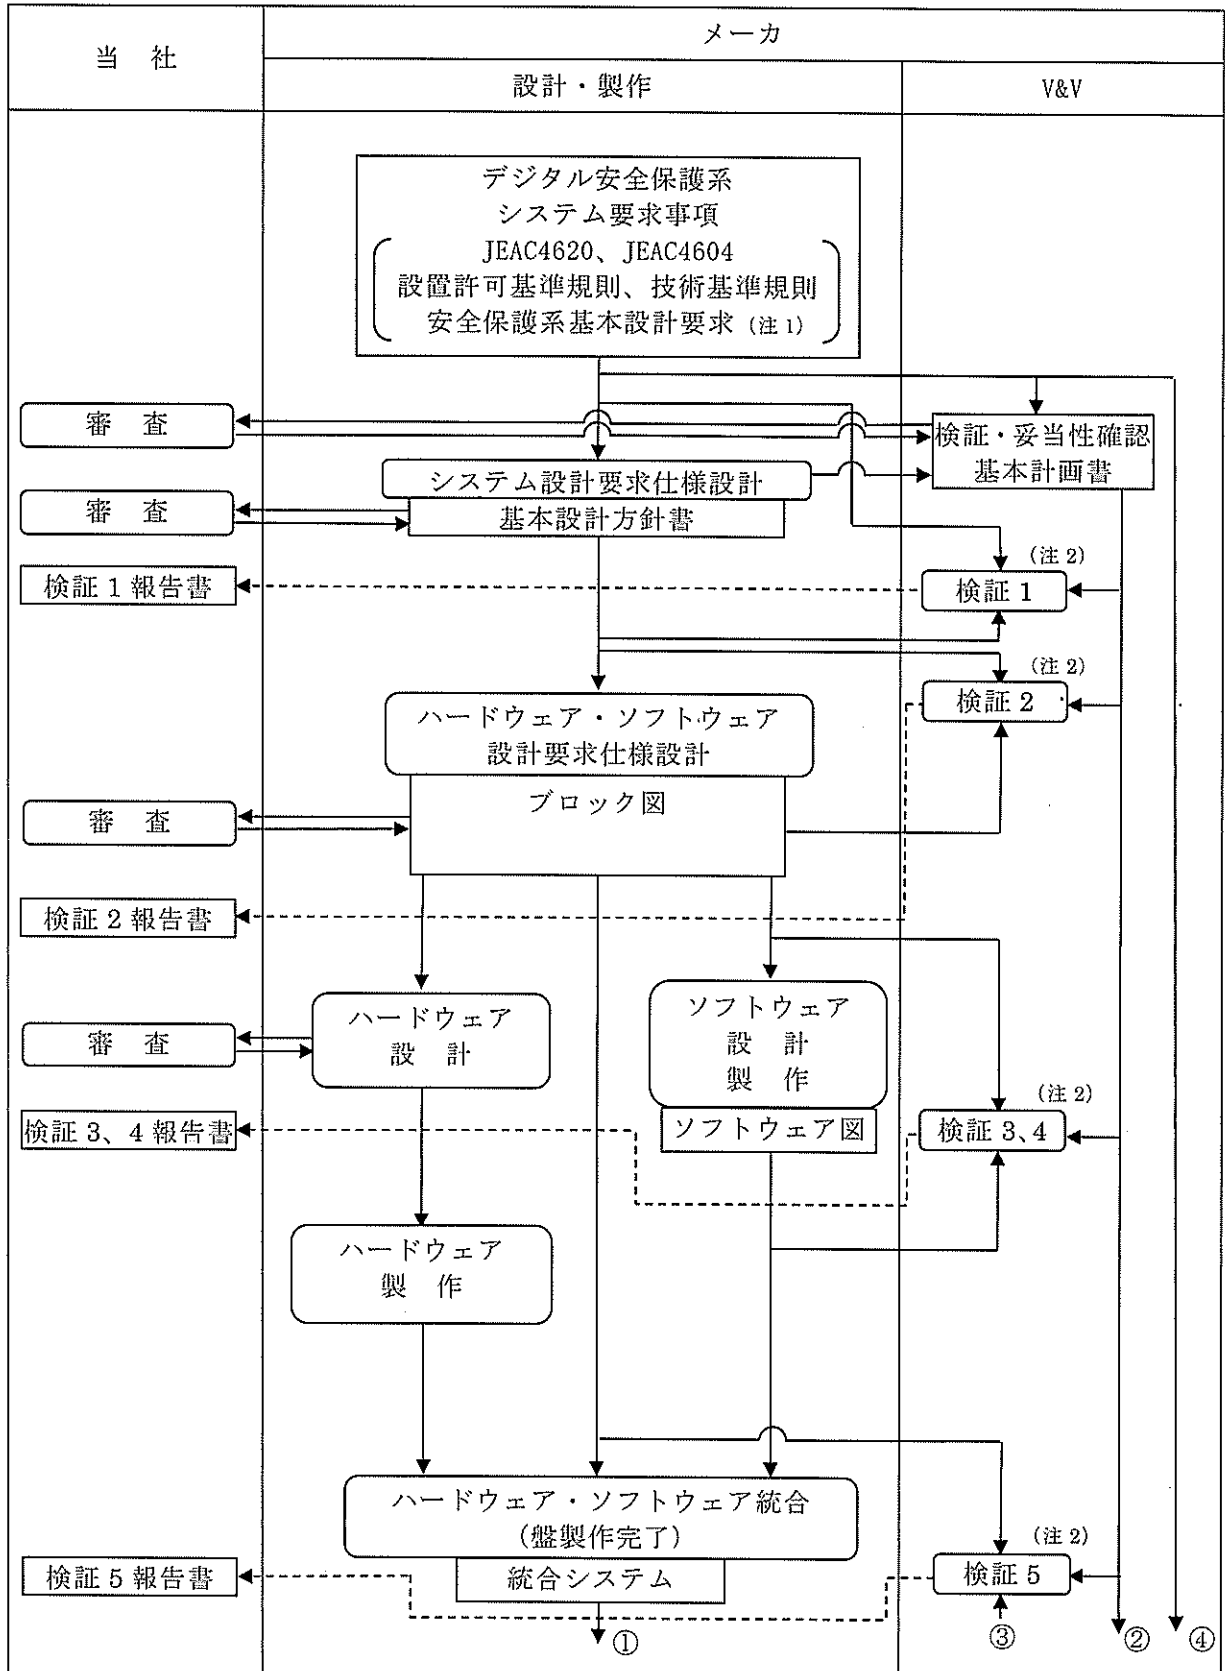 当 社
メーカ
設計・製作
V&V
デジタル安全保護系
システム要求事項
JEAC4620、JEAC4604
設置許可基準規則、技術基準規則
安全保護系基本設計要求 (注 1)
審 査
検証・妥当性確認
基本計画書
システム設計要求仕様設計
審 査
基本設計方針書
(注 2)
検証 1 報告書
検証 1
(注 2)
検証 2
ハードウェア・ソフトウェア
設計要求仕様設計
ブロック図
審 査
検証 2 報告書
ハードウェア
設 計
ソフトウェア
設 計
製 作
審 査
(注 2)
検証 3、4 報告書
ソフトウェア図
検証 3、4
ハードウェア
製 作
ハードウェア・ソフトウェア統合
(盤製作完了)
(注 2)
検証 5 報告書
統合システム
検証 5
①
③
②
④